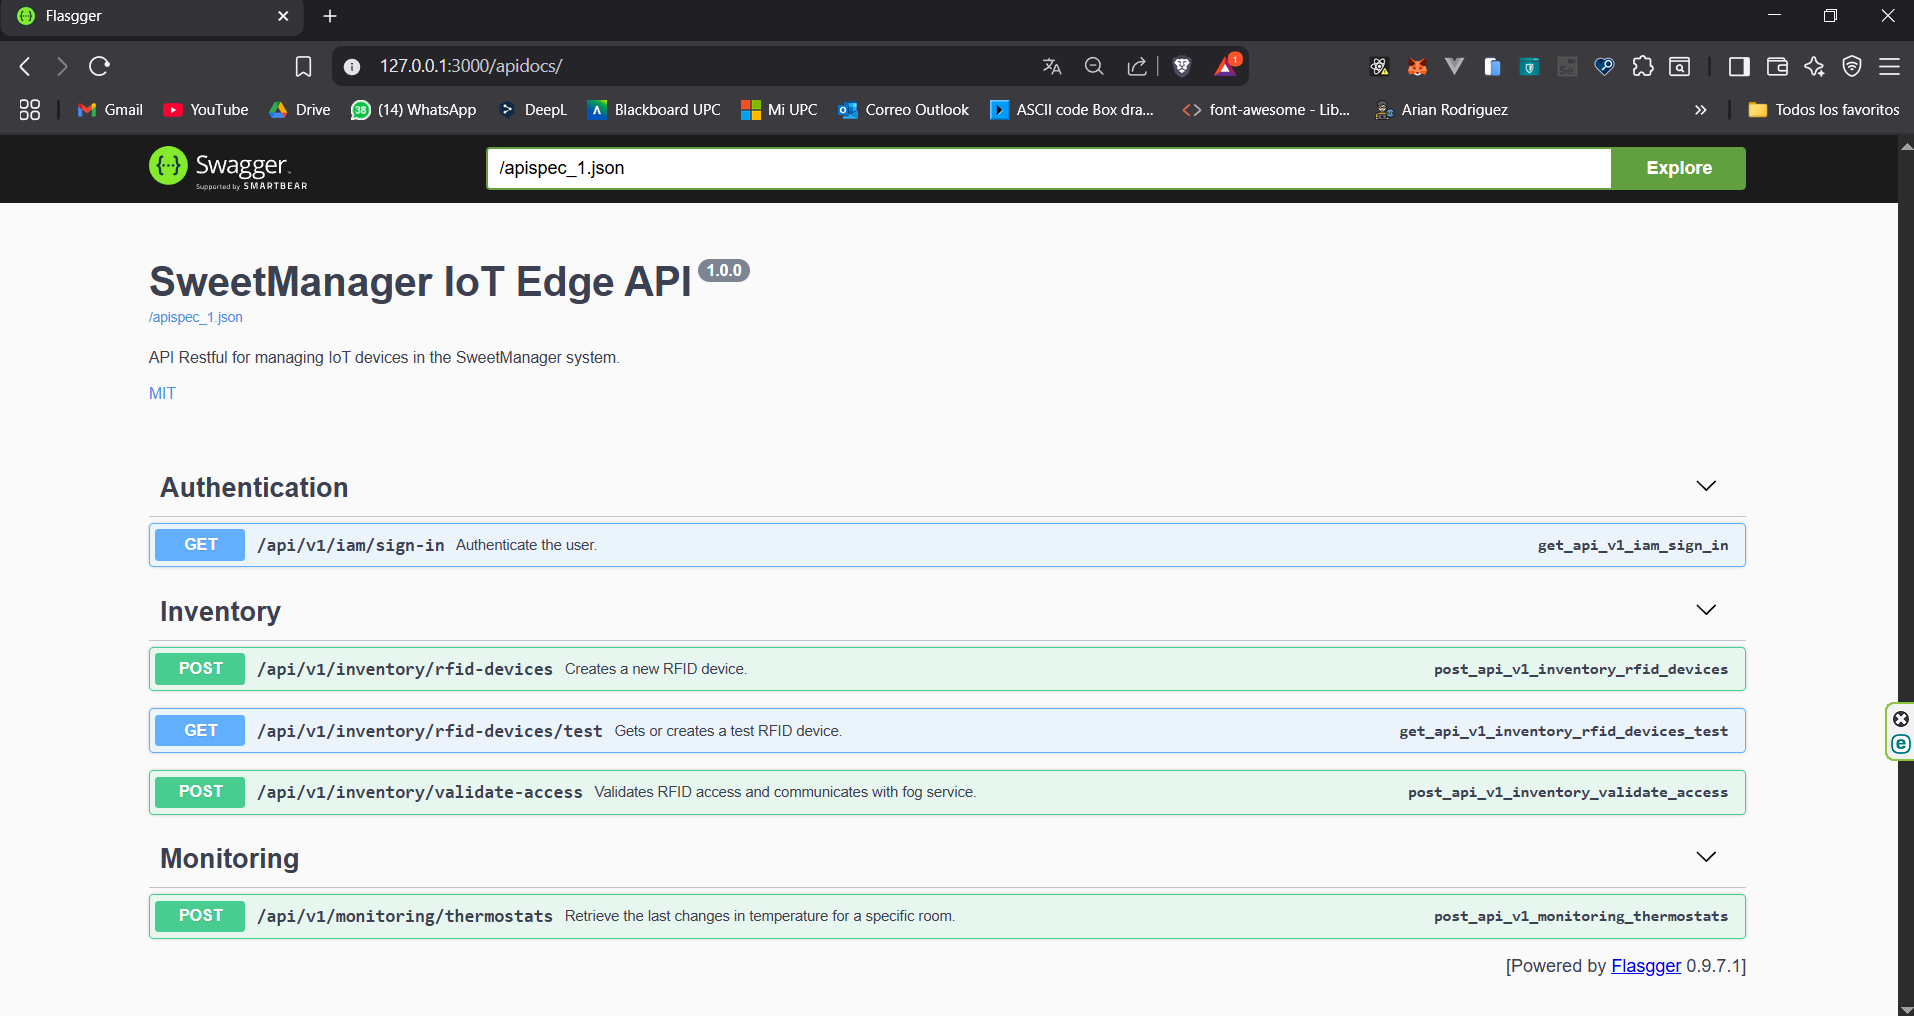 Flasgger
127.0.0.1:3000/apidocs/
1
Gmail
YouTube
Drive
38
(14) WhatsApp
DeepL
Blackboard UPC
Mi UPC
Correo Outlook
ASCII code Box dra...
font-awesome - Lib...
Arian Rodriguez
»
Todos los favoritos
{···} Swagger
Supported by SMARTBEAR
/apispec_1.json
Explore
SweetManager IoT Edge API 1.0.0
/apispec_1.json
API Restful for managing IoT devices in the SweetManager system.
MIT
Authentication
GET /api/v1/iam/sign-in Authenticate the user. get_api_v1_iam_sign_in
Inventory
POST /api/v1/inventory/rfid-devices Creates a new RFID device. post_api_v1_inventory_rfid_devices
GET /api/v1/inventory/rfid-devices/test Gets or creates a test RFID device. get_api_v1_inventory_rfid_devices_test
POST /api/v1/inventory/validate-access Validates RFID access and communicates with fog service. post_api_v1_inventory_validate_access
Monitoring
POST /api/v1/monitoring/thermostats Retrieve the last changes in temperature for a specific room. post_api_v1_monitoring_thermostats
[Powered by Flasgger 0.9.7.1]